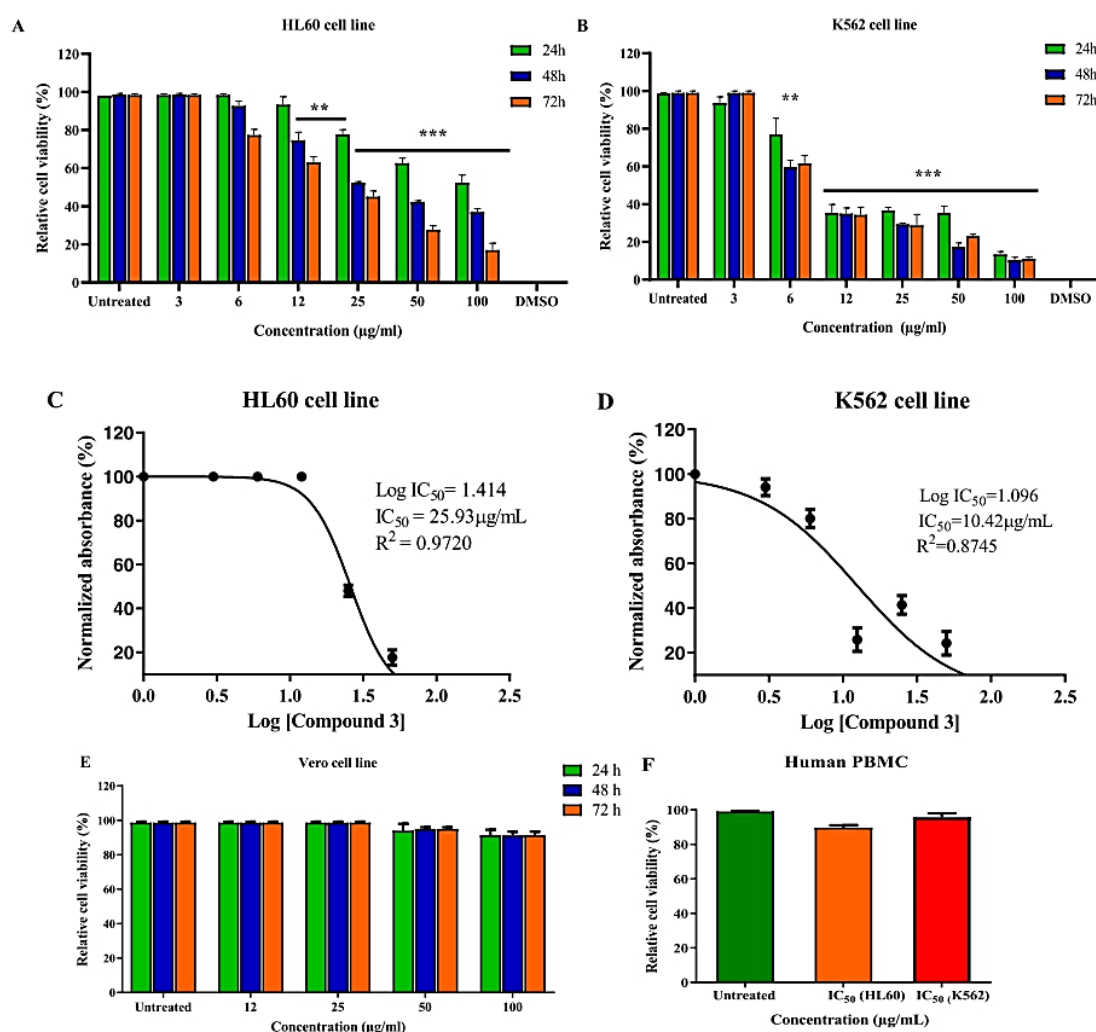 A
HL60 cell line
24h
48h
72h
**
***
Relative cell viability (%)
120
100
80
60
40
20
0
Untreated 3 6 12 25 50 100 DMSO
Concentration (µg/ml)
B
K562 cell line
24h
48h
72h
**
***
Relative cell viability (%)
120
100
80
60
40
20
0
Untreated 3 6 12 25 50 100 DMSO
Concentration (µg/ml)
C
HL60 cell line
Normalized absorbance (%)
120
100
80
60
40
20
Log IC50= 1.414
IC50 = 25.93µg/mL
R2 = 0.9720
0.0 0.5 1.0 1.5 2.0 2.5
Log [Compound 3]
D
K562 cell line
Normalized absorbance (%)
120
100
80
60
40
20
Log IC50=1.096
IC50=10.42µg/mL
R2=0.8745
0.0 0.5 1.0 1.5 2.0 2.5
Log [Compound 3]
E
Vero cell line
24 h
48 h
72 h
Relative cell viability (%)
120
100
80
60
40
20
0
Untreated 12 25 50 100
Concentration (µg/ml)
F
Human PBMC
Relative cell viability (%)
100
80
60
40
20
0
Untreated IC50 (HL60) IC50 (K562)
Concentration (µg/mL)